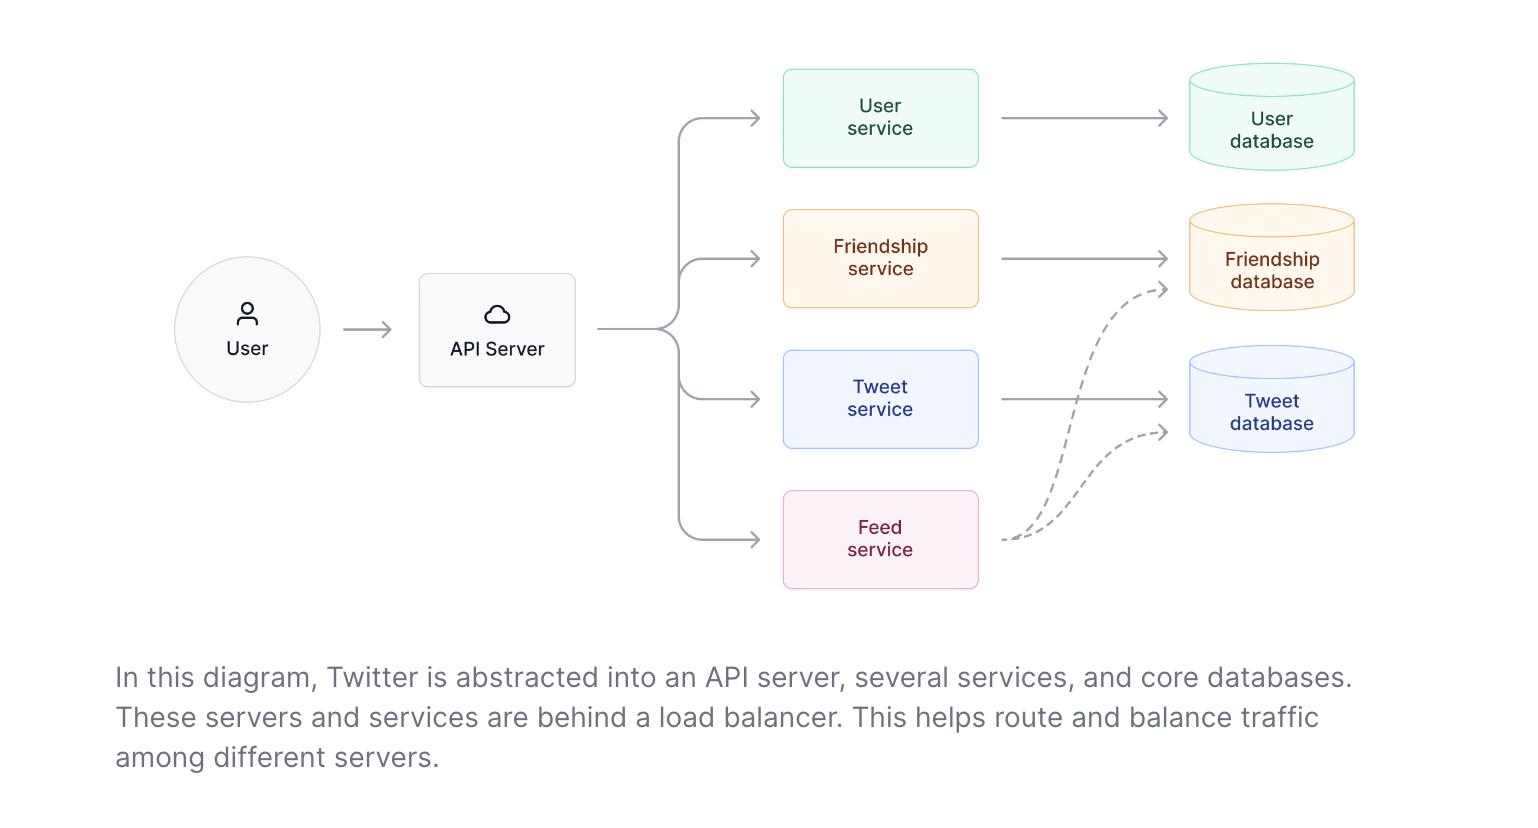 User
API Server
User
service
Friendship
service
Tweet
service
Feed
service
User
database
Friendship
database
Tweet
database
In this diagram, Twitter is abstracted into an API server, several services, and core databases.
These servers and services are behind a load balancer. This helps route and balance traffic
among different servers.